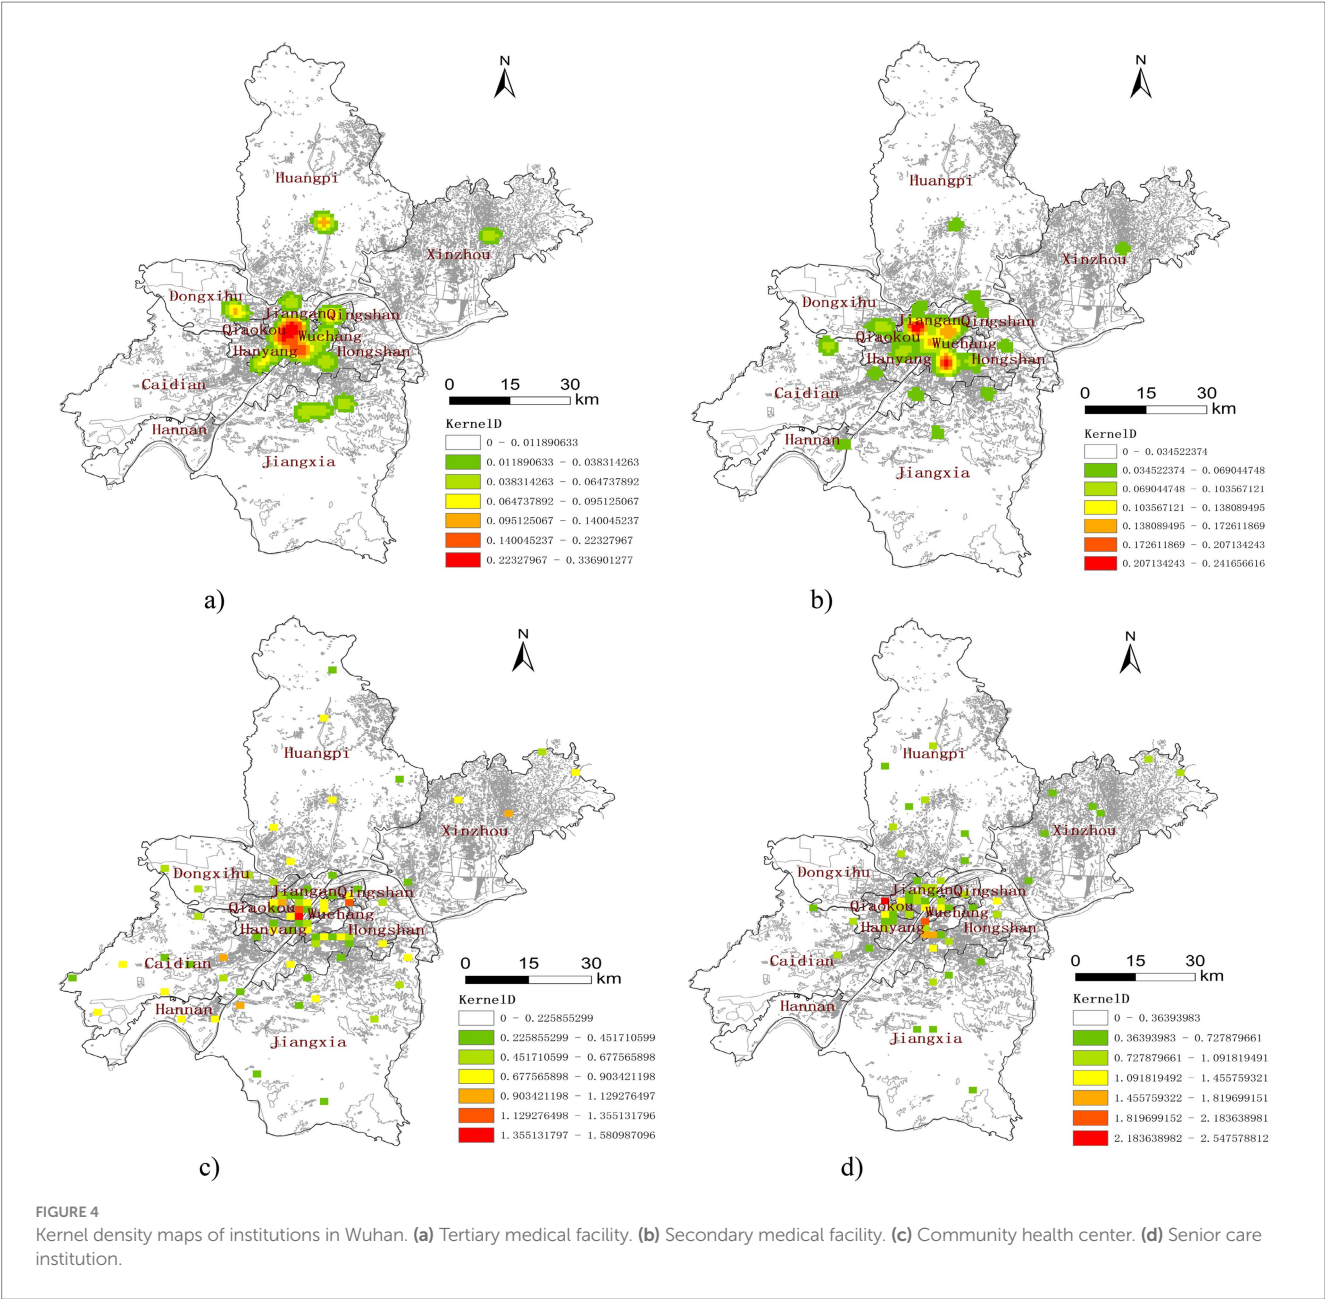 N
Huangpi
Xinzhou
Dongxihu
Jiangan Qingshan
Qiaokou Wuchang
Hanyang Hongshan
Caidian
Hannan
Jiangxia
0 15 30
km
KernelD
0 - 0.011890633
0.011890633 - 0.038314263
0.038314263 - 0.064737892
0.064737892 - 0.095125067
0.095125067 - 0.140045237
0.140045237 - 0.22327967
0.22327967 - 0.336901277
a)
N
Huangpi
Xinzhou
Dongxihu
Jiangan Qingshan
Qiaokou Wuchang
Hanyang Hongshan
Caidian
Hannan
Jiangxia
0 15 30
km
KernelD
0 - 0.034522374
0.034522374 - 0.069044748
0.069044748 - 0.103567121
0.103567121 - 0.138089495
0.138089495 - 0.172611869
0.172611869 - 0.207134243
0.207134243 - 0.241656616
b)
N
Huangpi
Xinzhou
Dongxihu
Jiangan Qingshan
Qiaokou Wuchang
Hanyang Hongshan
Caidian
Hannan
Jiangxia
0 15 30
km
KernelD
0 - 0.225855299
0.225855299 - 0.451710599
0.451710599 - 0.677565898
0.677565898 - 0.903421198
0.903421198 - 1.129276497
1.129276498 - 1.355131796
1.355131797 - 1.580987096
c)
N
Huangpi
Xinzhou
Dongxihu
Jiangan Qingshan
Qiaokou Wuchang
Hanyang Hongshan
Caidian
Hannan
Jiangxia
0 15 30
km
KernelD
0 - 0.36393983
0.36393983 - 0.727879661
0.727879661 - 1.091819491
1.091819492 - 1.455759321
1.455759322 - 1.819699151
1.819699152 - 2.183638981
2.183638982 - 2.547578812
d)
FIGURE 4
Kernel density maps of institutions in Wuhan. (a) Tertiary medical facility. (b) Secondary medical facility. (c) Community health center. (d) Senior care
institution.